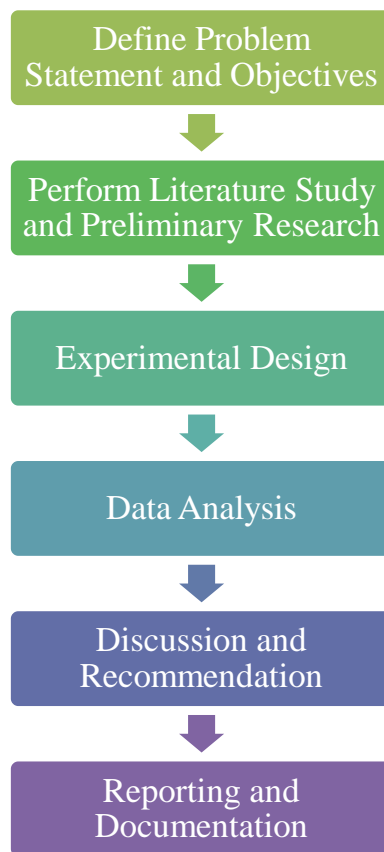 Define Problem
Statement and Objectives
Perform Literature Study
and Preliminary Research
Experimental Design
Data Analysis
Discussion and
Recommendation
Reporting and
Documentation